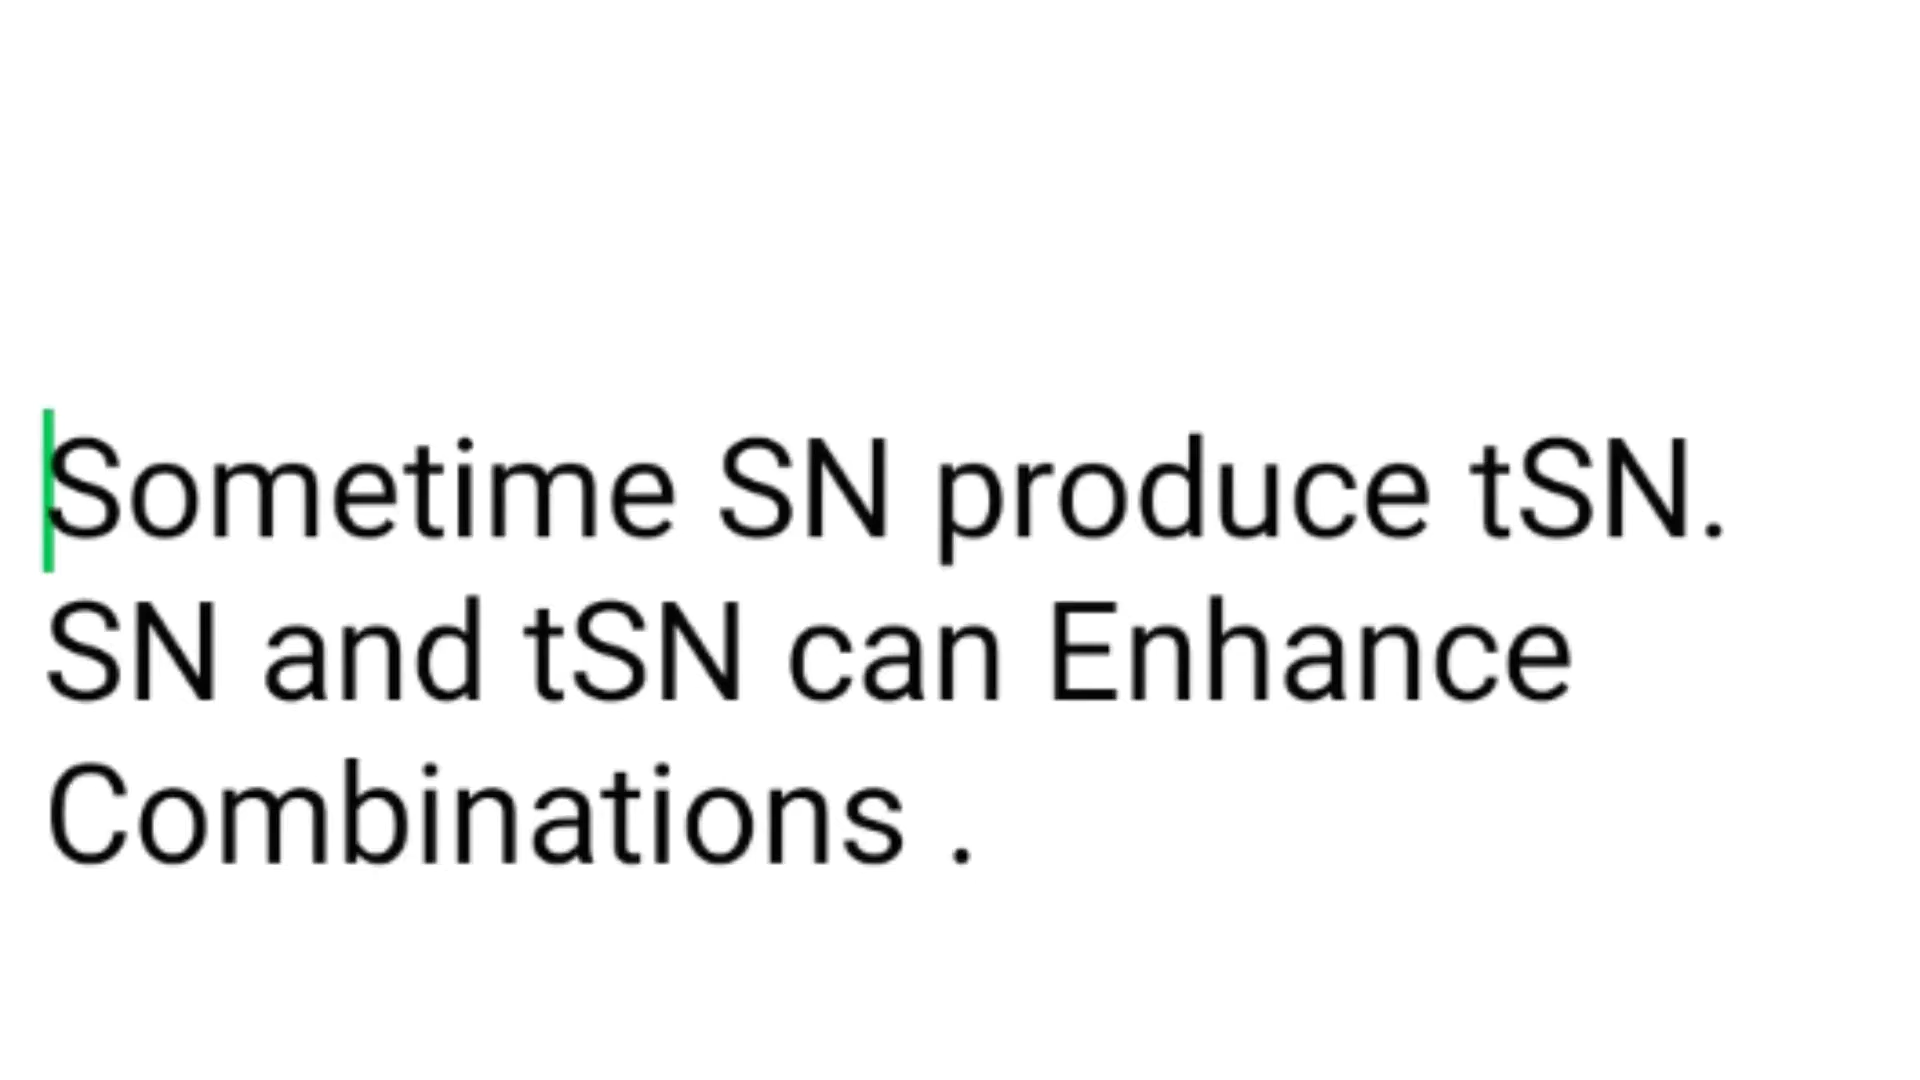 Sometime SN produce tSN.
SN and tSN can Enhance
Combinations .